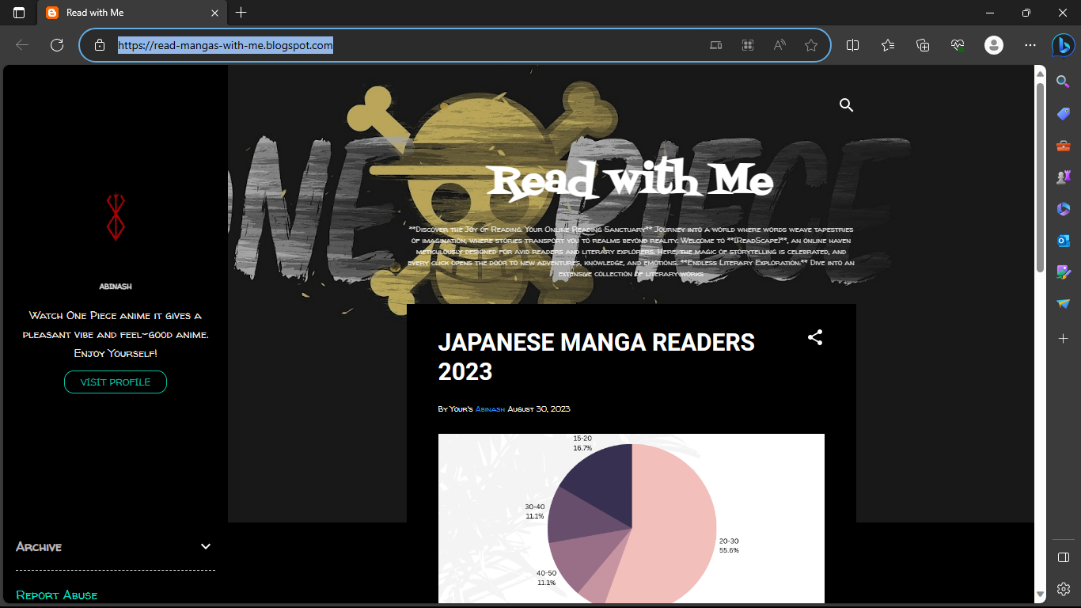 Read with Me
https://read-mangas-with-me.blogspot.com
ONE PIECE
Read with Me
**Discover the Joy of Reading: Your Online Reading Sanctuary** Journey into a world where words weave tapestries
of imagination, where stories transport you to realms beyond reality. Welcome to **[ReadScape]**, an online haven
meticulously designed for avid readers and literary explorers. Here, the magic of storytelling is celebrated, and
every click opens the door to new adventures, knowledge, and emotions. **Endless Literary Exploration:** Dive into an
extensive collection of literary works
ABINASH
Watch One Piece anime it gives a
pleasant vibe and feel-good anime.
Enjoy Yourself!
VISIT PROFILE
JAPANESE MANGA READERS
2023
By Your's Abinash August 30, 2023
15-20
16.7%
30-40
11.1%
20-30
55.6%
40-50
11.1%
Archive
Report Abuse